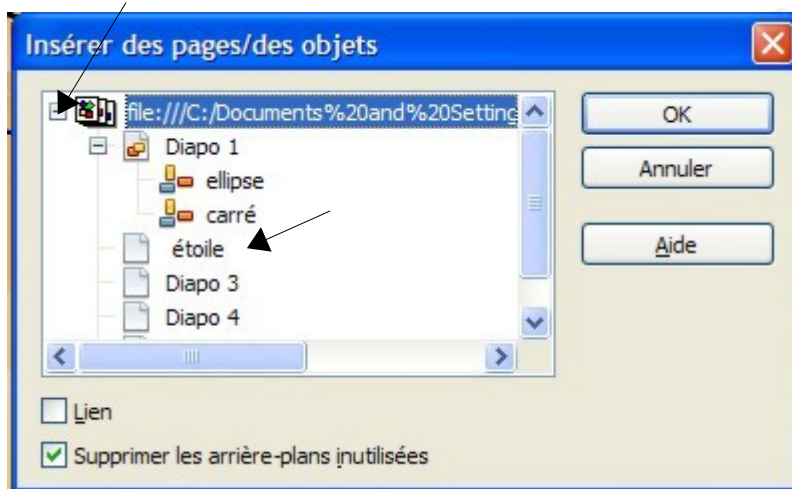 Insérer des pages/des objets
file:///C:/Documents%20and%20Setting
OK
Diapo 1
Annuler
ellipse
carré
étoile
Aide
Diapo 3
Diapo 4
Lien
Supprimer les arrière-plans inutilisées